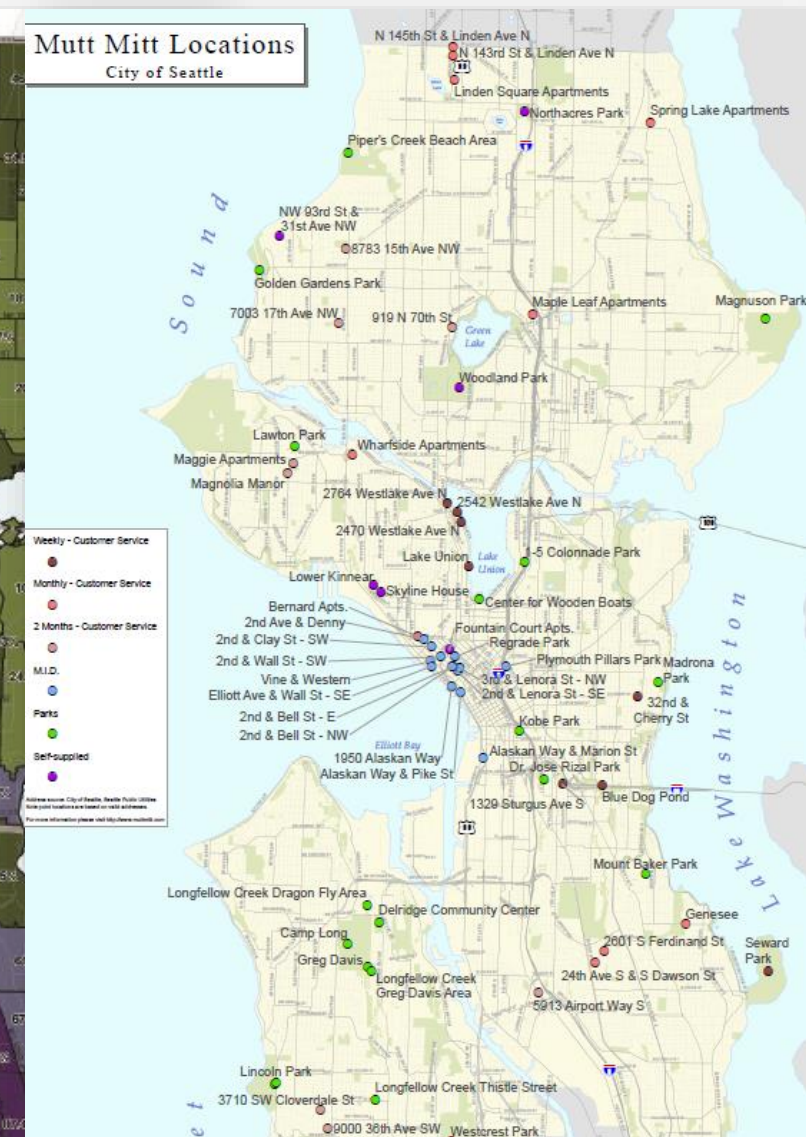 Mutt Mitt Locations
City of Seattle
N 145th St & Linden Ave N
N 143rd St & Linden Ave N
Linden Square Apartments
Northacres Park
Spring Lake Apartments
Piper's Creek Beach Area
NW 93rd St &
31st Ave NW
8783 15th Ave NW
Golden Gardens Park
Sound
7003 17th Ave NW
919 N 70th St
Green
Lake
Maple Leaf Apartments
Magnuson Park
Woodland Park
Lawton Park
Wharfside Apartments
Maggie Apartments
Magnolia Manor
2764 Westlake Ave N
2542 Westlake Ave N
2470 Westlake Ave N
Lake Union
Lake
Union
I-5 Colonnade Park
Lower Kinnear
Skyline House
Center for Wooden Boats
Bernard Apts.
2nd Ave & Denny
2nd & Clay St - SW
2nd & Wall St - SW
Vine & Western
Elliott Ave & Wall St - SE
2nd & Bell St - E
2nd & Bell St - NW
Fountain Court Apts.
Regrade Park
Plymouth Pillars Park
3rd & Lenora St - NW
2nd & Lenora St - SE
Madrona
Park
32nd &
Cherry St
Kobe Park
Elliott Bay
1950 Alaskan Way
Alaskan Way & Pike St
Alaskan Way & Marion St
Dr. Jose Rizal Park
1329 Sturgus Ave S
Blue Dog Pond
Lake Washington
Mount Baker Park
Longfellow Creek Dragon Fly Area
Delridge Community Center
Camp Long
Greg Davis
Longfellow Creek
Greg Davis Area
Genesee
2601 S Ferdinand St
24th Ave S & S Dawson St
Seward
Park
5913 Airport Way S
Lincoln Park
3710 SW Cloverdale St
Longfellow Creek Thistle Street
9000 36th Ave SW
Westcrest Park
Weekly - Customer Service
Monthly - Customer Service
2 Months - Customer Service
M.I.D.
Parks
Self-supplied
Address source: City of Seattle, Seattle Public Utilities